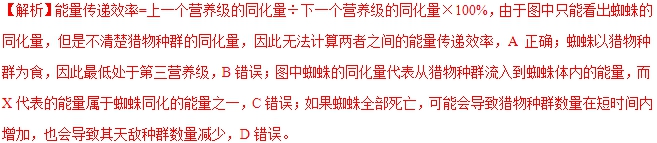 【解析】能量传递效率=上一个营养级的同化量÷下一个营养级的同化量×100%，由于图中只能看出蜘蛛的
同化量，但是不清楚猎物种群的同化量，因此无法计算两者之间的能量传递效率，A 正确；蜘蛛以猎物种
群为食，因此最低处于第三营养级，B 错误；图中蜘蛛的同化量代表从猎物种群流入到蜘蛛体内的能量，而
X 代表的能量属于蜘蛛同化的能量之一，C 错误；如果蜘蛛全部死亡，可能会导致猎物种群数量在短时间内
增加，也会导致其天敌种群数量减少，D 错误。